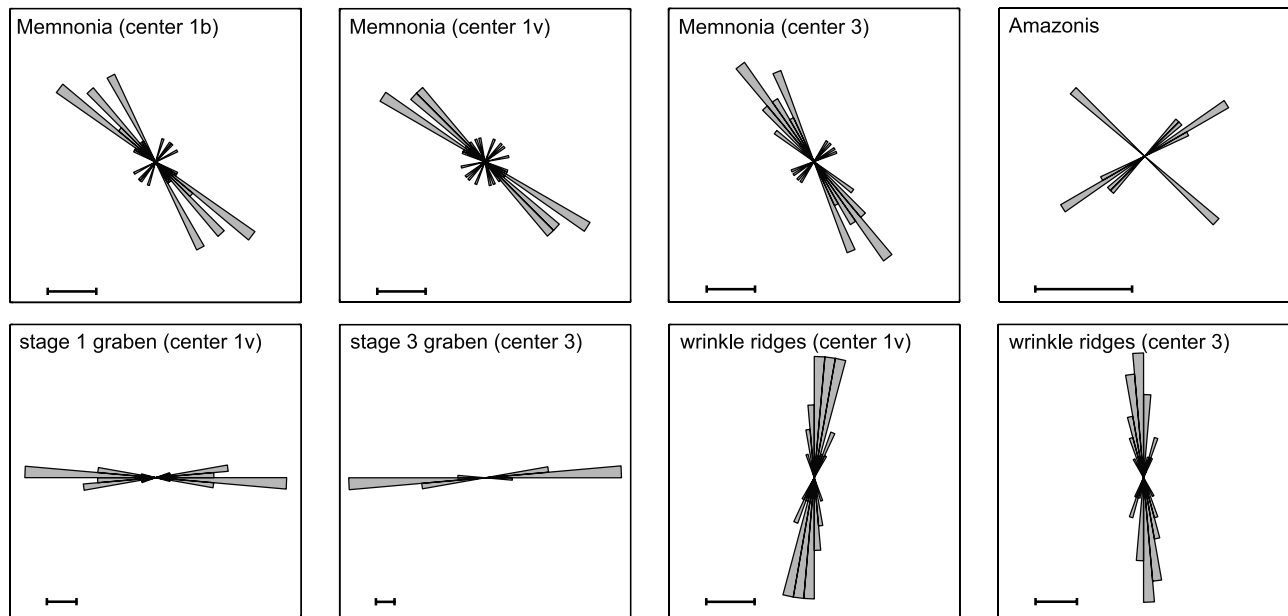 Memnonia (center 1b)
Memnonia (center 1v)
Memnonia (center 3)
Amazonis
stage 1 graben (center 1v)
stage 3 graben (center 3)
wrinkle ridges (center 1v)
wrinkle ridges (center 3)